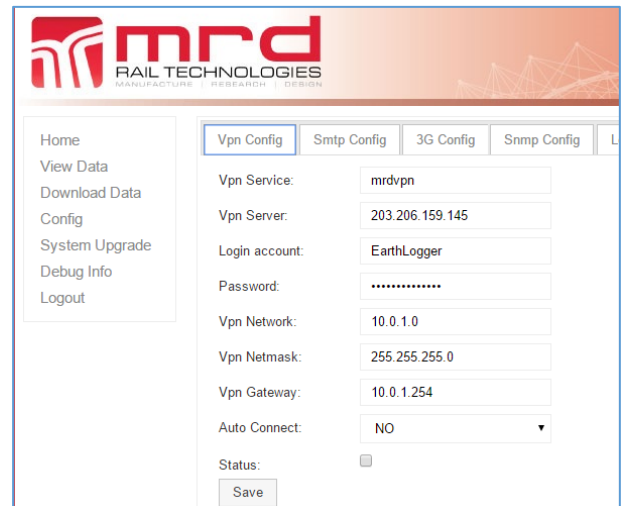 mrd
RAIL TECHNOLOGIES
MANUFACTURE | RESEARCH | DESIGN
Home
View Data
Download Data
Config
System Upgrade
Debug Info
Logout
Vpn Config Smtp Config 3G Config Snmp Config
Vpn Service: mrdvpn
Vpn Server: 203.206.159.145
Login account: EarthLogger
Password: ••••••••••••••
Vpn Network: 10.0.1.0
Vpn Netmask: 255.255.255.0
Vpn Gateway: 10.0.1.254
Auto Connect: NO
Status:
Save